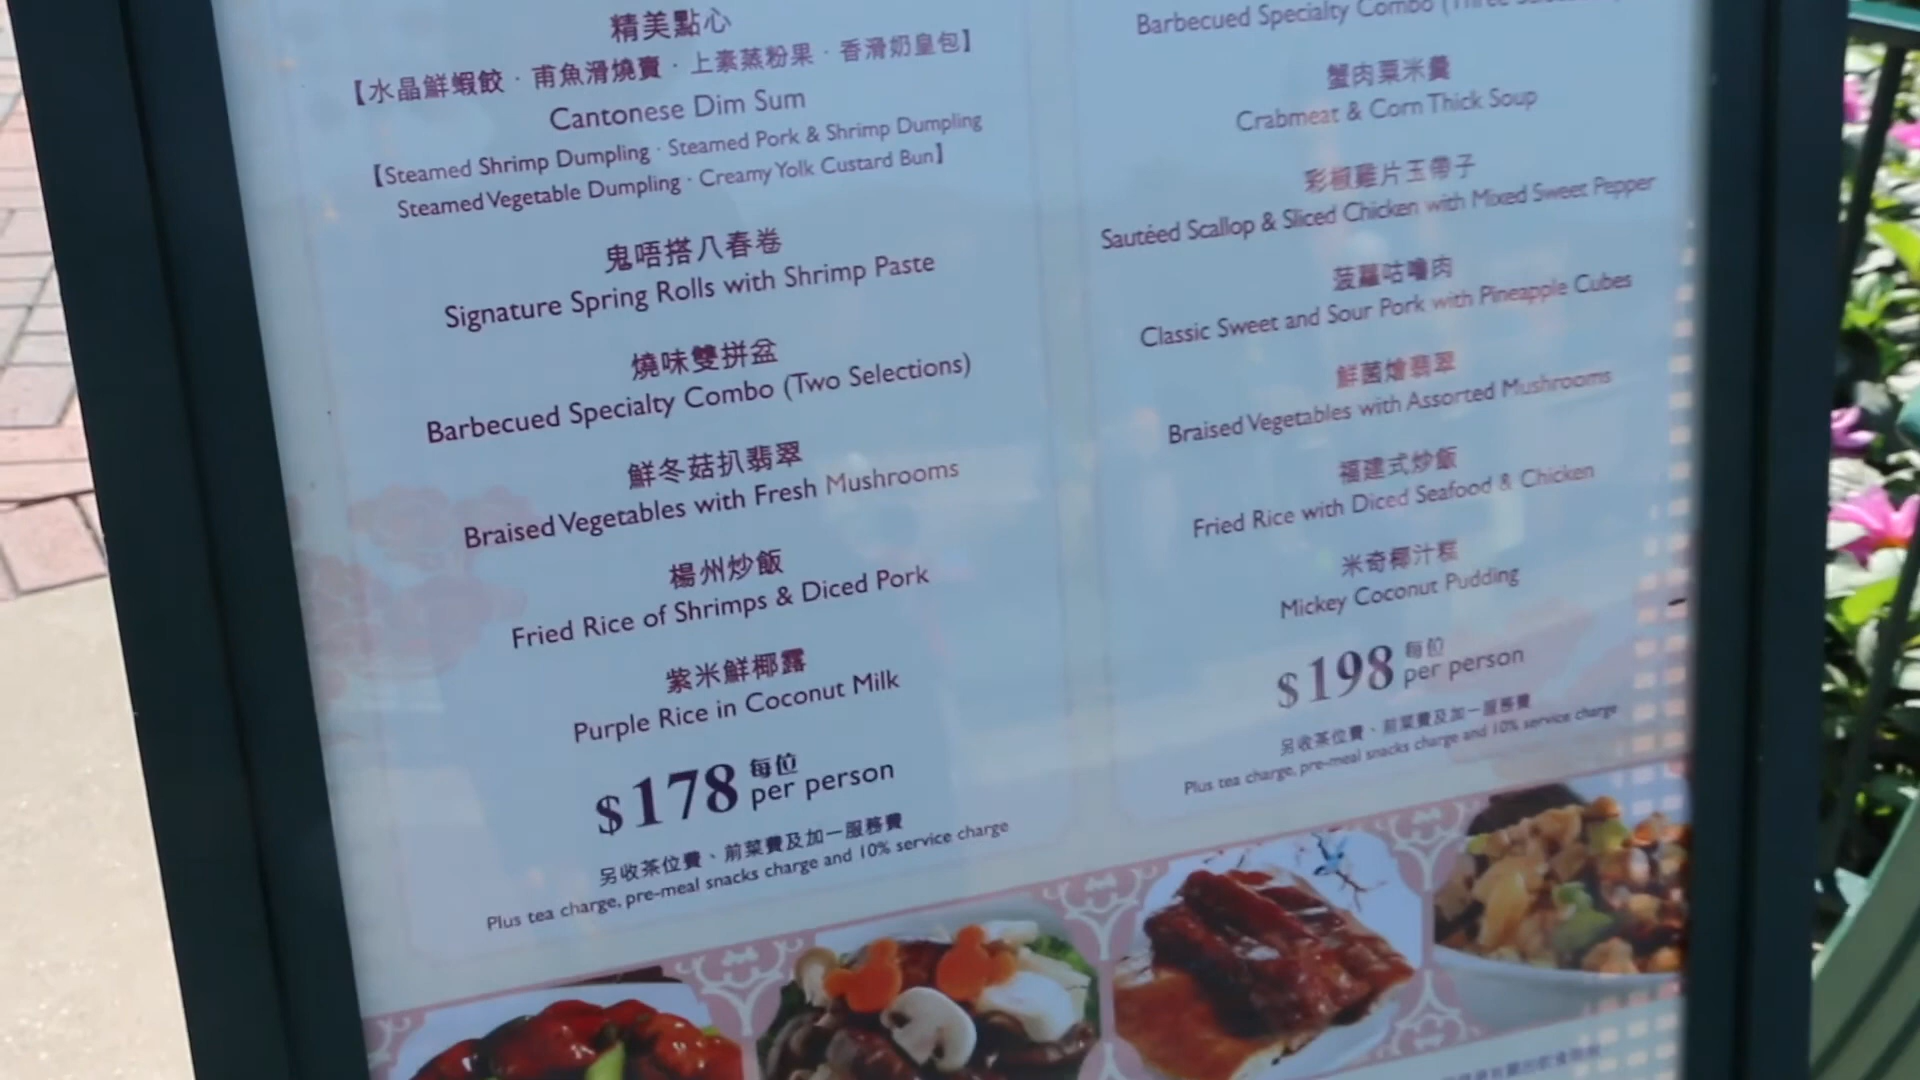 精美點心
【水晶鮮蝦餃 · 甫魚滑燒賣 · 上素蒸粉果 · 香滑奶皇包】
Cantonese Dim Sum
【Steamed Shrimp Dumpling · Steamed Pork & Shrimp Dumpling
Steamed Vegetable Dumpling · Creamy Yolk Custard Bun】
鬼唔搭八春卷
Signature Spring Rolls with Shrimp Paste
燒味雙拼盆
Barbecued Specialty Combo (Two Selections)
鮮冬菇扒翡翠
Braised Vegetables with Fresh Mushrooms
楊州炒飯
Fried Rice of Shrimps & Diced Pork
紫米鮮椰露
Purple Rice in Coconut Milk
$178 每位 per person
另收茶位費、前菜費及加一服務費
Plus tea charge, pre-meal snacks charge and 10% service charge
Barbecued Specialty Combo
蟹肉粟米羹
Crabmeat & Corn Thick Soup
彩椒雞片玉帶子
Sautéed Scallop & Sliced Chicken with Mixed Sweet Pepper
菠蘿咕嚕肉
Classic Sweet and Sour Pork with Pineapple Cubes
鮮菌燴翡翠
Braised Vegetables with Assorted Mushrooms
福建式炒飯
Fried Rice with Diced Seafood & Chicken
米奇椰汁糕
Mickey Coconut Pudding
$198 每位 per person
另收茶位費、前菜費及加一服務費
Plus tea charge, pre-meal snacks charge and 10% service charge